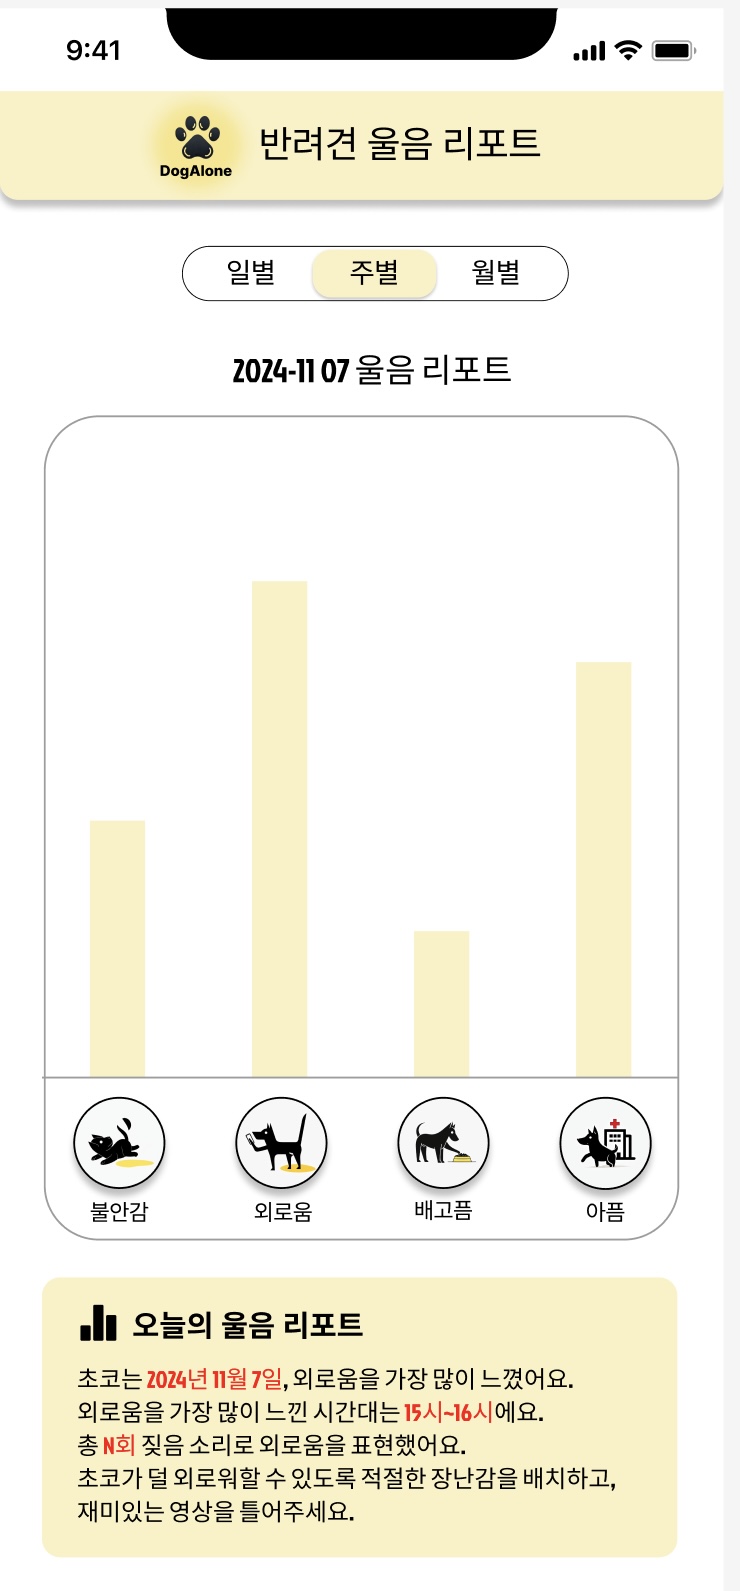 9:41
DogAlone
반려견 울음 리포트
일별 주별 월별
2024-11 07 울음 리포트
불안감 외로움 배고픔 아픔
오늘의 울음 리포트
초코는 2024년 11월 7일, 외로움을 가장 많이 느꼈어요.
외로움을 가장 많이 느낀 시간대는 15시~16시에요.
총 N회 짖음 소리로 외로움을 표현했어요.
초코가 덜 외로워할 수 있도록 적절한 장난감을 배치하고,
재미있는 영상을 틀어주세요.